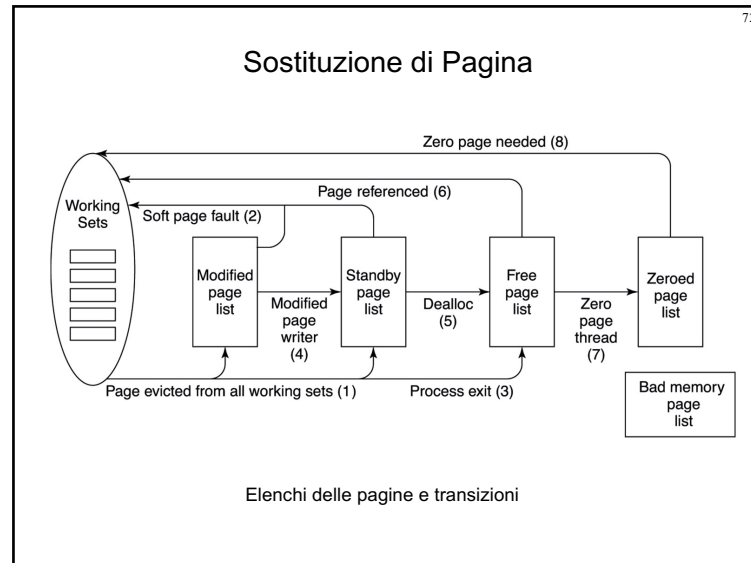 72
Sostituzione di Pagina
Zero page needed (8)
Page referenced (6)
Soft page fault (2)
Working
Sets
Modified
page
list
Modified
page
writer
(4)
Standby
page
list
Dealloc
(5)
Free
page
list
Zero
page
thread
(7)
Zeroed
page
list
Page evicted from all working sets (1)
Process exit (3)
Bad memory
page
list
Elenchi delle pagine e transizioni